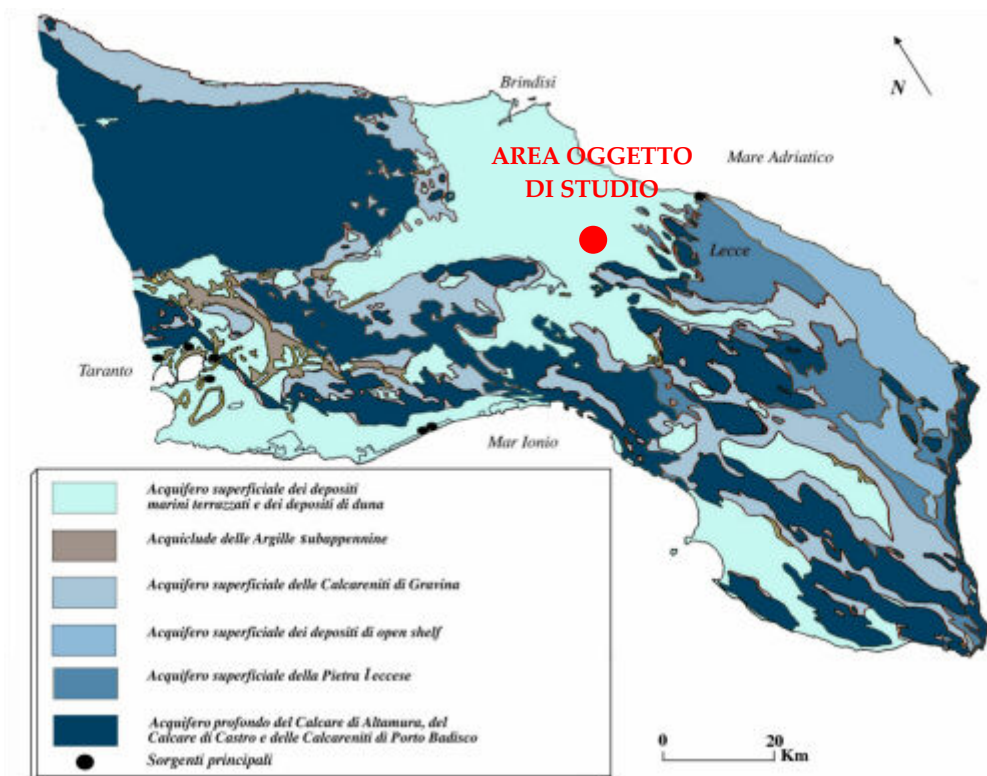 Brindisi
N
AREA OGGETTO
DI STUDIO
Mare Adriatico
Lecce
Taranto
Mar Ionio
Acquifero superficiale dei depositi
marini terrazzati e dei depositi di duna
Acquiclude delle Argille subappennine
Acquifero superficiale delle Calcareniti di Gravina
Acquifero superficiale dei depositi di open shelf
Acquifero superficiale della Pietra leccese
Acquifero profondo del Calcare di Altamura, del
Calcare di Castro e delle Calcareniti di Porto Badisco
Sorgenti principali
0 20
Km